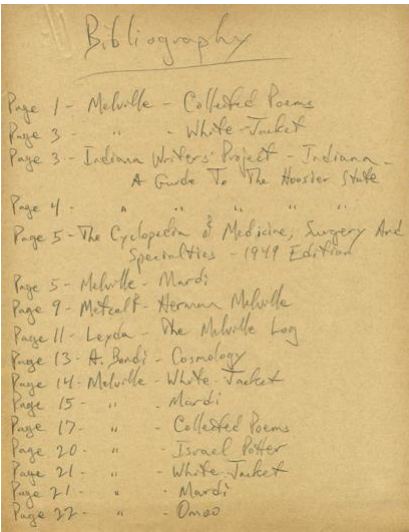 Bibliography
Page 1 - Melville - Collected Poems
Page 3 - " - White-Jacket
Page 3 - Indiana Writers' Project - Indiana -
A Guide To The Hoosier State
Page 4 - " " " " "
Page 5 - The Cyclopedia of Medicine, Surgery And
Specialties - 1949 Edition
Page 5 - Melville - Mardi
Page 9 - Metcalf - Herman Melville
Page 11 - Leyda - The Melville Log
Page 13 - A. Bondi - Cosmology
Page 14 - Melville - White-Jacket
Page 15 - " - Mardi
Page 17 - " - Collected Poems
Page 20 - " - Israel Potter
Page 21 - " - White-Jacket
Page 21 - " - Mardi
Page 22 - " - Omoo